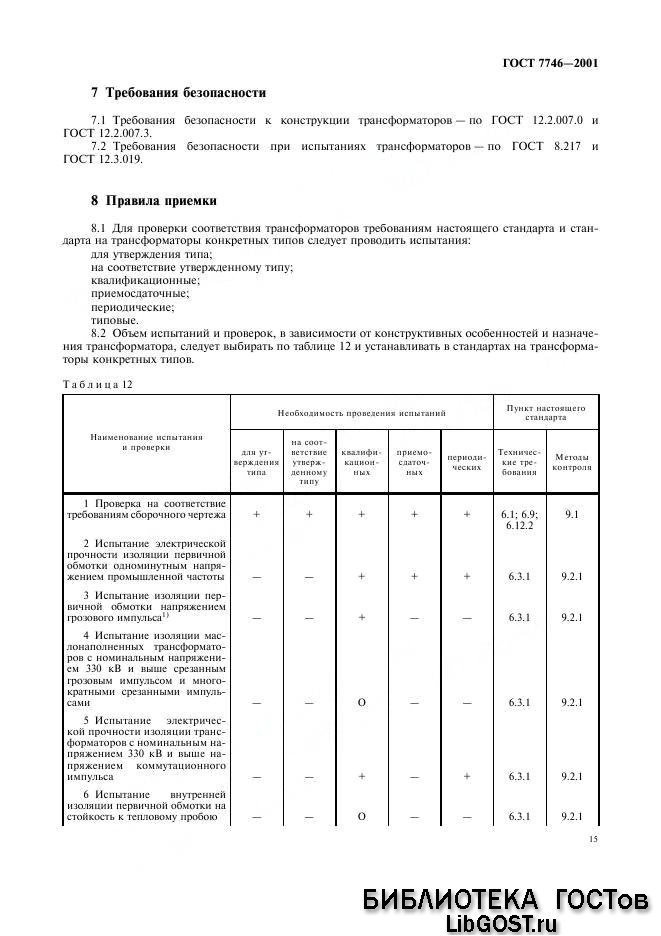 ГОСТ 7746—2001
7 Требования безопасности
7.1 Требования безопасности к конструкции трансформаторов — по ГОСТ 12.2.007.0 и
ГОСТ 12.2.007.3.
7.2 Требования безопасности при испытаниях трансформаторов — по ГОСТ 8.217 и
ГОСТ 12.3.019.
8 Правила приемки
8.1 Для проверки соответствия трансформаторов требованиям настоящего стандарта и стан-
дарта на трансформаторы конкретных типов следует проводить испытания:
для утверждения типа;
на соответствие утвержденному типу;
квалификационные;
приемосдаточные;
периодические;
типовые.
8.2 Объем испытаний и проверок, в зависимости от конструктивных особенностей и назначе-
ния трансформатора, следует выбирать по таблице 12 и устанавливать в стандартах на трансформа-
торы конкретных типов.
Таблица 12
Наименование испытания
и проверки
Необходимость проведения испытаний
Пункт настоящего
стандарта
для ут-
верждения
типа
на соот-
ветствие
утверж-
денному
типу
квалифи-
кацион-
ных
приемо-
сдаточ-
ных
периоди-
ческих
Техничес-
кие тре-
бования
Методы
контроля
1 Проверка на соответствие
требованиям сборочного чертежа + + + + + 6.1; 6.9; 9.1
6.12.2
2 Испытание электрической
прочности изоляции первичной
обмотки одноминутным напря-
жением промышленной частоты — — + + + 6.3.1 9.2.1
3 Испытание изоляции пер-
вичной обмотки напряжением
грозового импульса1) — — + — — 6.3.1 9.2.1
4 Испытание изоляции мас-
лонаполненных трансформато-
ров с номинальным напряжени-
ем 330 кВ и выше срезанным
грозовым импульсом и много-
кратными срезанными импуль-
сами — — О — — 6.3.1 9.2.1
5 Испытание электричес-
кой прочности изоляции транс-
форматоров с номинальным на-
пряжением 330 кВ и выше на-
пряжением коммутационного
импульса — — + — + 6.3.1 9.2.1
6 Испытание внутренней
изоляции первичной обмотки на
стойкость к тепловому пробою — — О — — 6.3.1 9.2.1
15
БИБЛИОТЕКА ГОСТов
LibGOST.ru